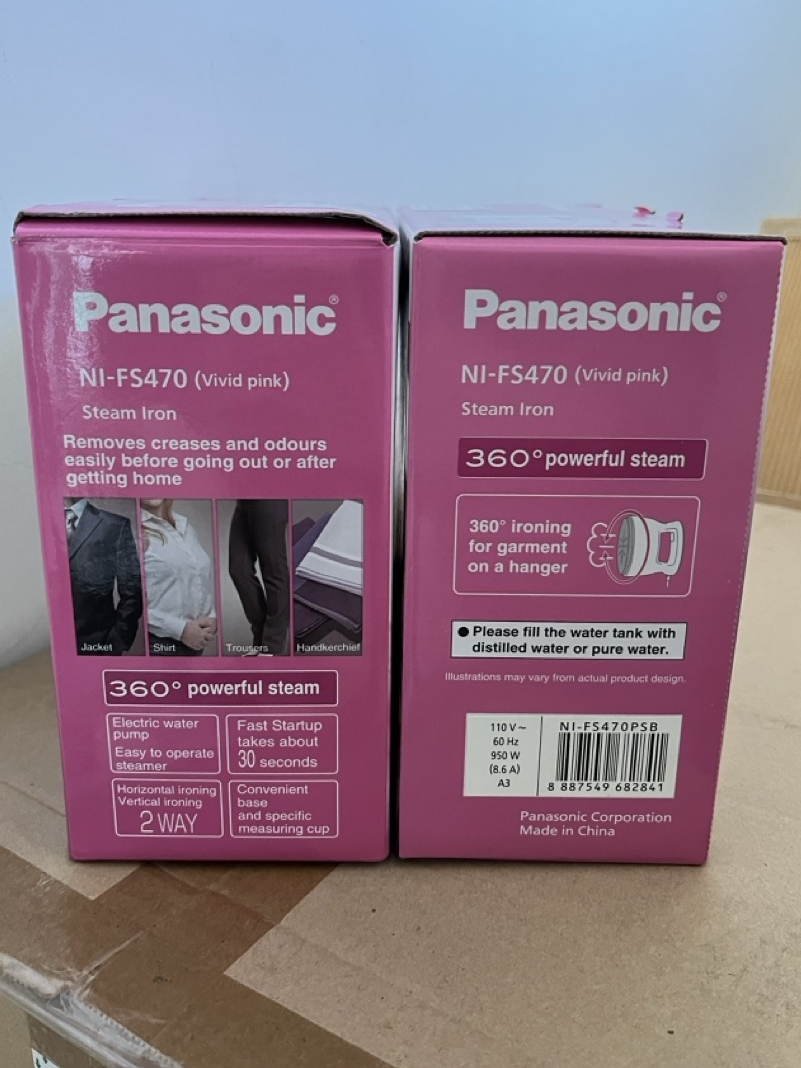 Panasonic®
NI-FS470 (Vivid pink)
Steam Iron
Removes creases and odours
easily before going out or after
getting home
Jacket
Shirt
Trousers
Handkerchief
360° powerful steam
Electric water
pump
Easy to operate
steamer
Fast Startup
takes about
30 seconds
Horizontal ironing
Vertical ironing
2 WAY
Convenient
base
and specific
measuring cup
Panasonic®
NI-FS470 (Vivid pink)
Steam Iron
360° powerful steam
360° ironing
for garment
on a hanger
● Please fill the water tank with
distilled water or pure water.
Illustrations may vary from actual product design.
110 V~
60 Hz
950 W
(8.6 A)
A3
NI-FS470PSB
8 887549 682841
Panasonic Corporation
Made in China